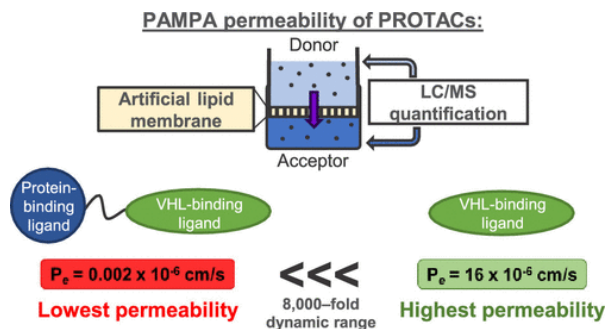 PAMPA permeability of PROTACs:
Donor
Artificial lipid
membrane
LC/MS
quantification
Acceptor
Protein-
binding
ligand
VHL-binding
ligand
VHL-binding
ligand
Pe = 0.002 x 10-6 cm/s
<<<
Pe = 16 x 10-6 cm/s
Lowest permeability
8,000–fold
dynamic range
Highest permeability